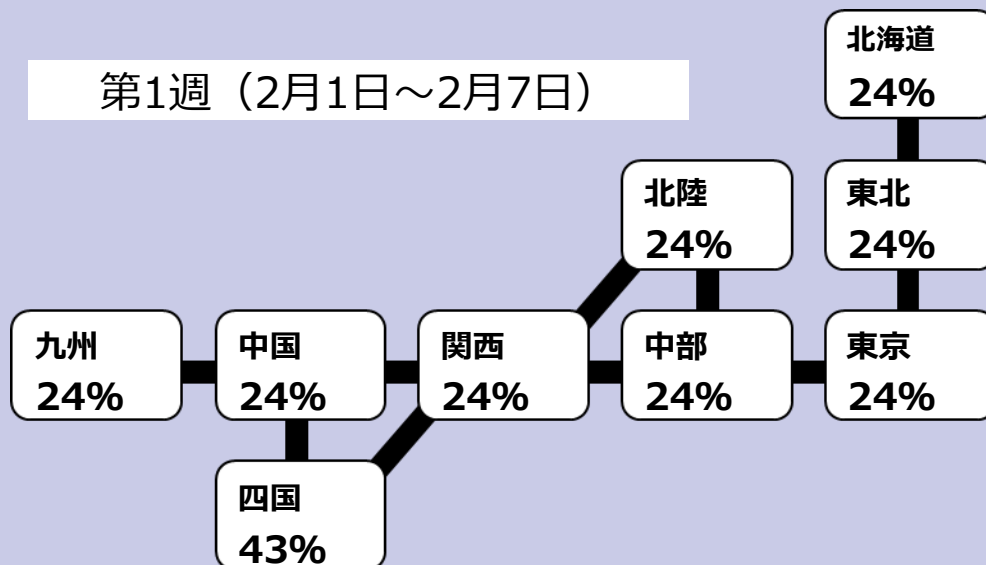 北海道
24%
第1週（2月1日～2月7日）
北陸
24%
東北
24%
九州
24%
中国
24%
関西
24%
中部
24%
東京
24%
四国
43%